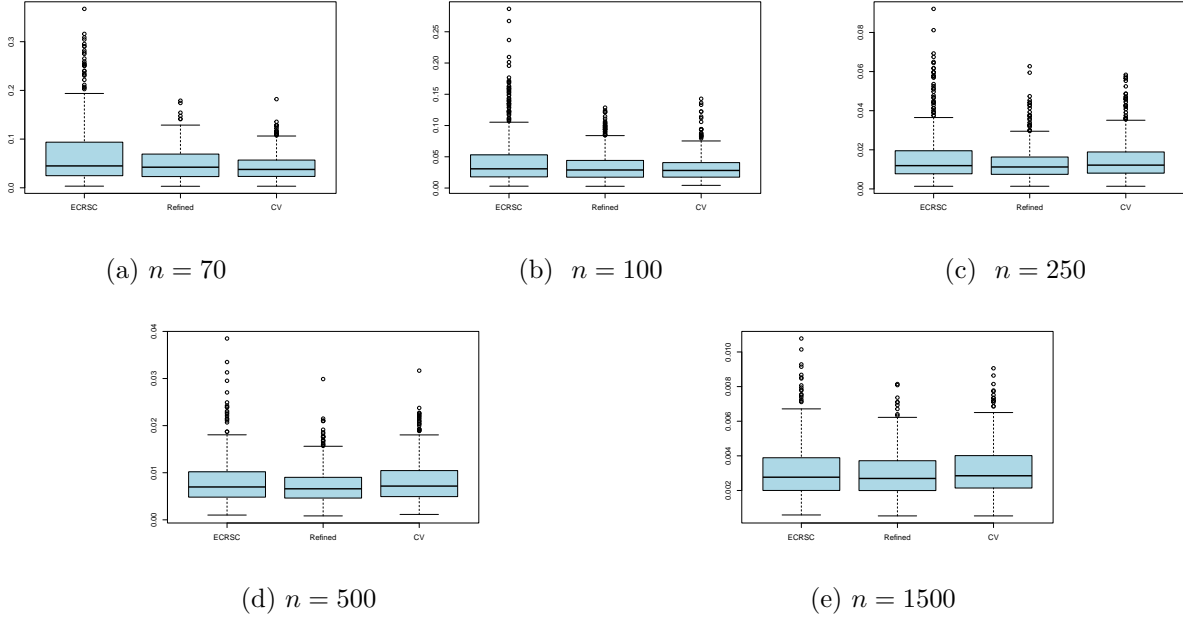 0.3
0.2
0.1
0.0
ECRSC Refined CV
(a) n = 70
0.25
0.20
0.15
0.10
0.05
0.00
ECRSC Refined CV
(b) n = 100
0.08
0.06
0.04
0.02
0.00
ECRSC Refined CV
(c) n = 250
0.04
0.03
0.02
0.01
0.00
ECRSC Refined CV
(d) n = 500
0.010
0.008
0.006
0.004
0.002
ECRSC Refined CV
(e) n = 1500